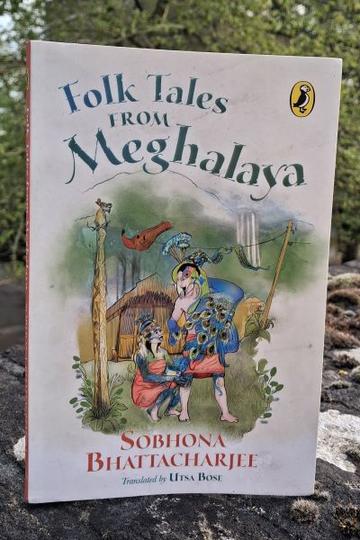 Folk Tales
FROM
Meghalaya
SOBHONA
BHATTACHARJEE
Translated by UTSA BOSE